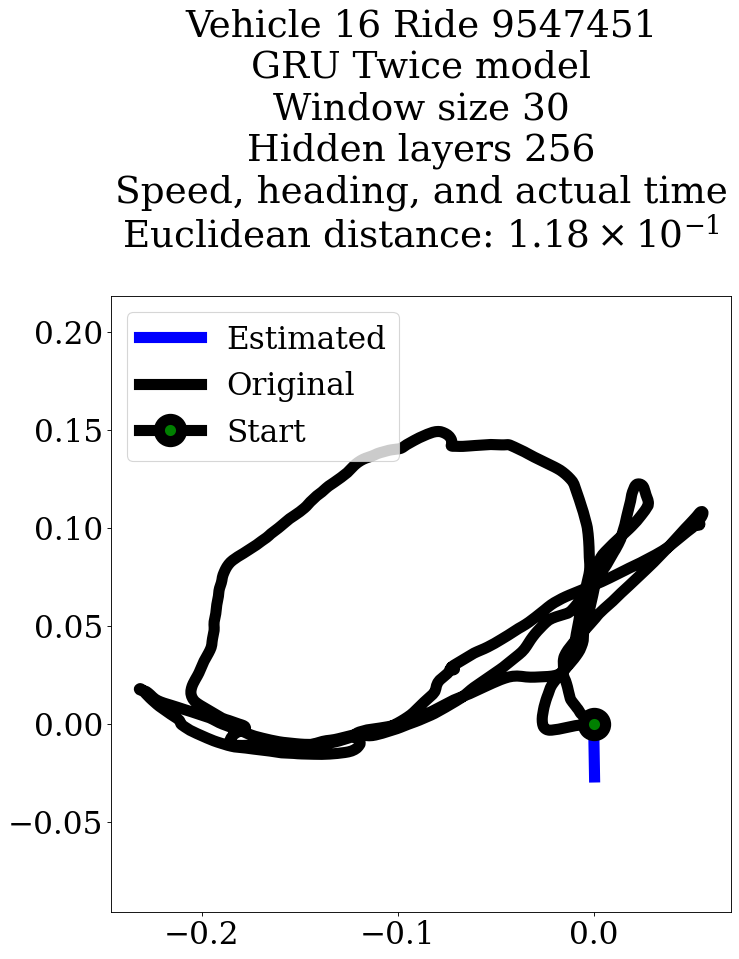 Vehicle 16 Ride 9547451
GRU Twice model
Window size 30
Hidden layers 256
Speed, heading, and actual time
Euclidean distance: 1.18 × 10⁻¹
Estimated
Original
Start
0.20
0.15
0.10
0.05
0.00
−0.05
−0.2
−0.1
0.0